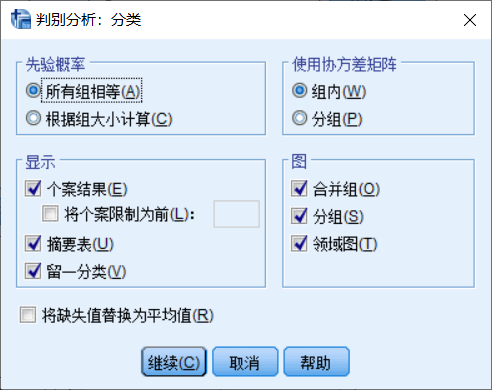 判别分析：分类
先验概率
所有组相等(A)
根据组大小计算(C)
使用协方差矩阵
组内(W)
分组(P)
显示
个案结果(E)
将个案限制为前(L)：
摘要表(U)
留一分类(V)
图
合并组(O)
分组(S)
领域图(T)
将缺失值替换为平均值(R)
继续(C)
取消
帮助